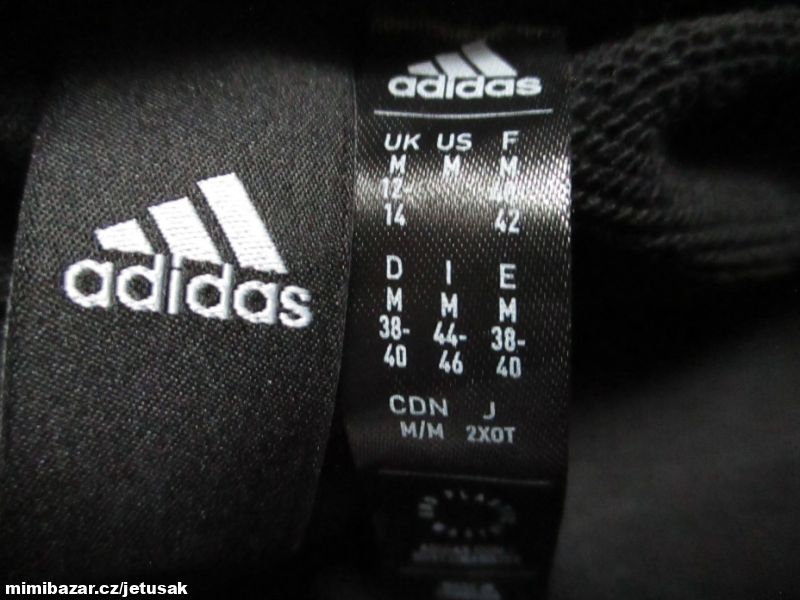 adidas
adidas
UK US F
M M M
12- 40-
14 42
D I E
M M M
38- 44- 38-
40 46 40
CDN J
M/M 2XOT
mimibazar.cz/jetusak